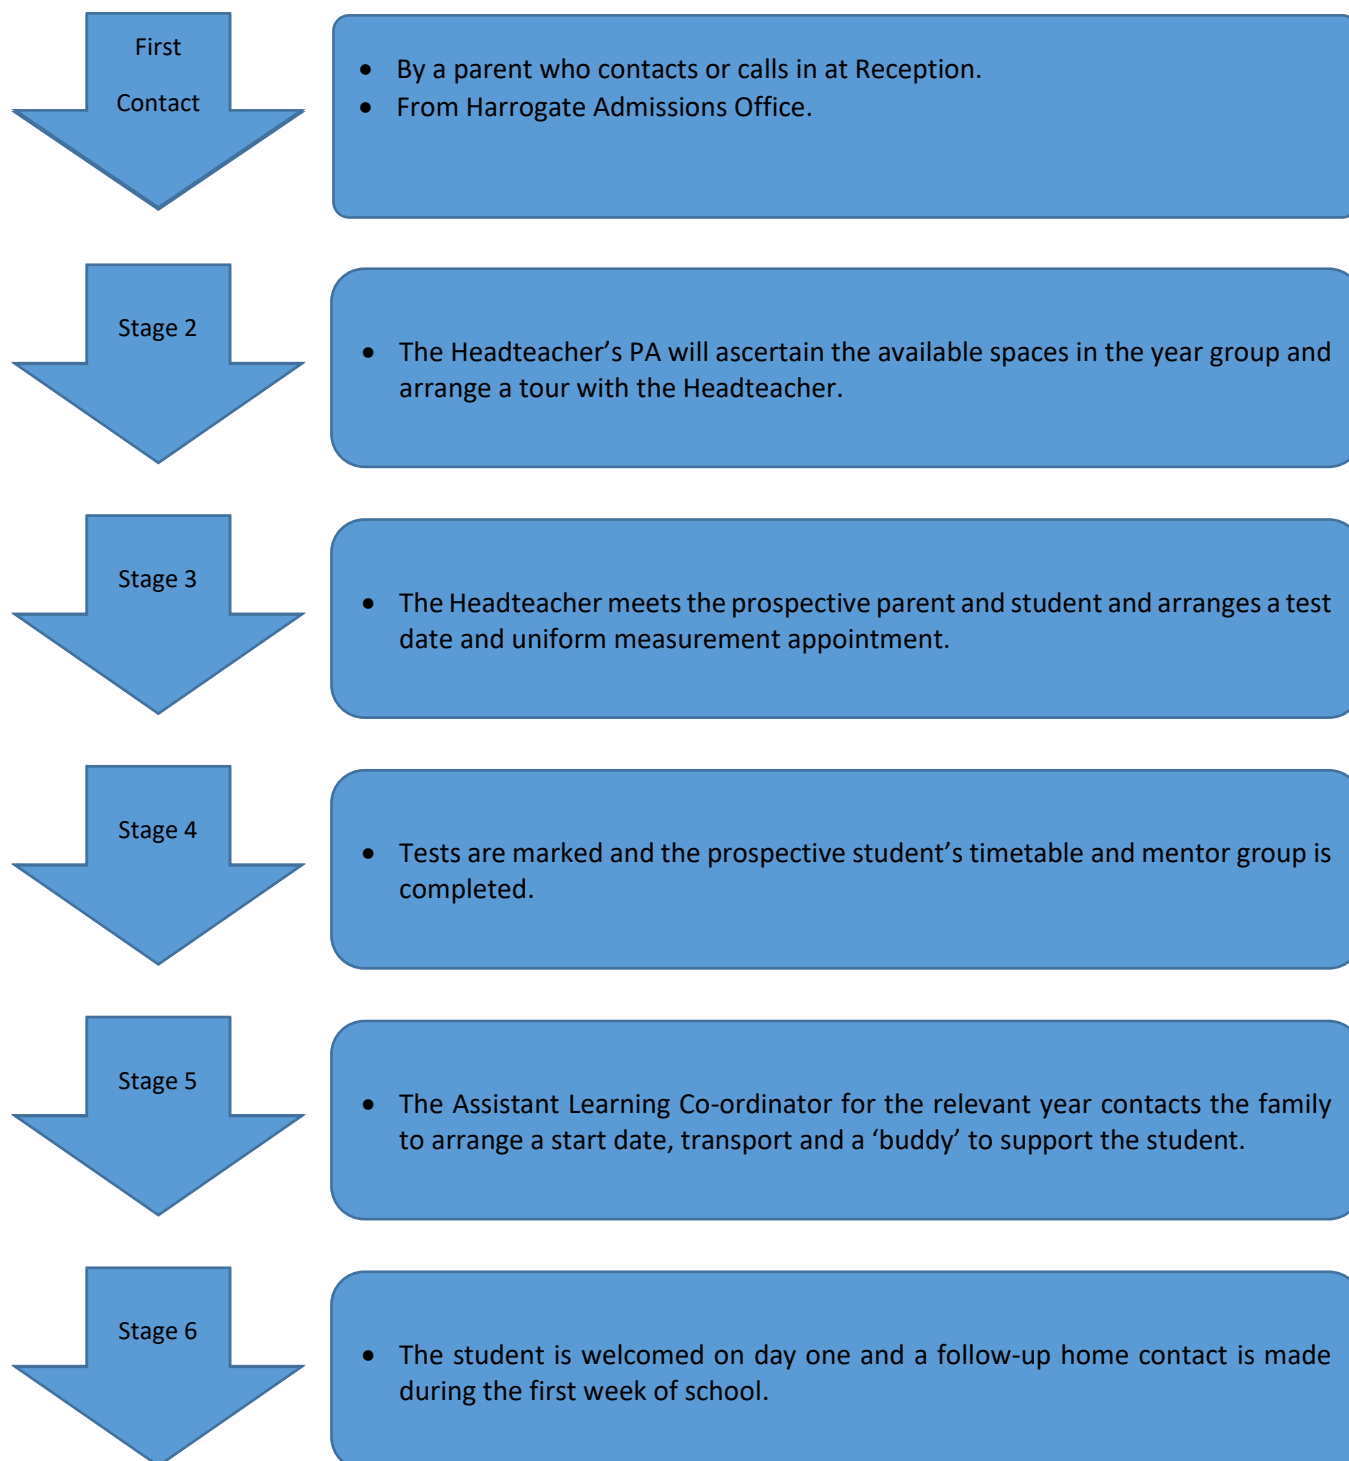 First
Contact
• By a parent who contacts or calls in at Reception.
• From Harrogate Admissions Office.
Stage 2
• The Headteacher’s PA will ascertain the available spaces in the year group and
arrange a tour with the Headteacher.
Stage 3
• The Headteacher meets the prospective parent and student and arranges a test
date and uniform measurement appointment.
Stage 4
• Tests are marked and the prospective student’s timetable and mentor group is
completed.
Stage 5
• The Assistant Learning Co-ordinator for the relevant year contacts the family
to arrange a start date, transport and a ‘buddy’ to support the student.
Stage 6
• The student is welcomed on day one and a follow-up home contact is made
during the first week of school.